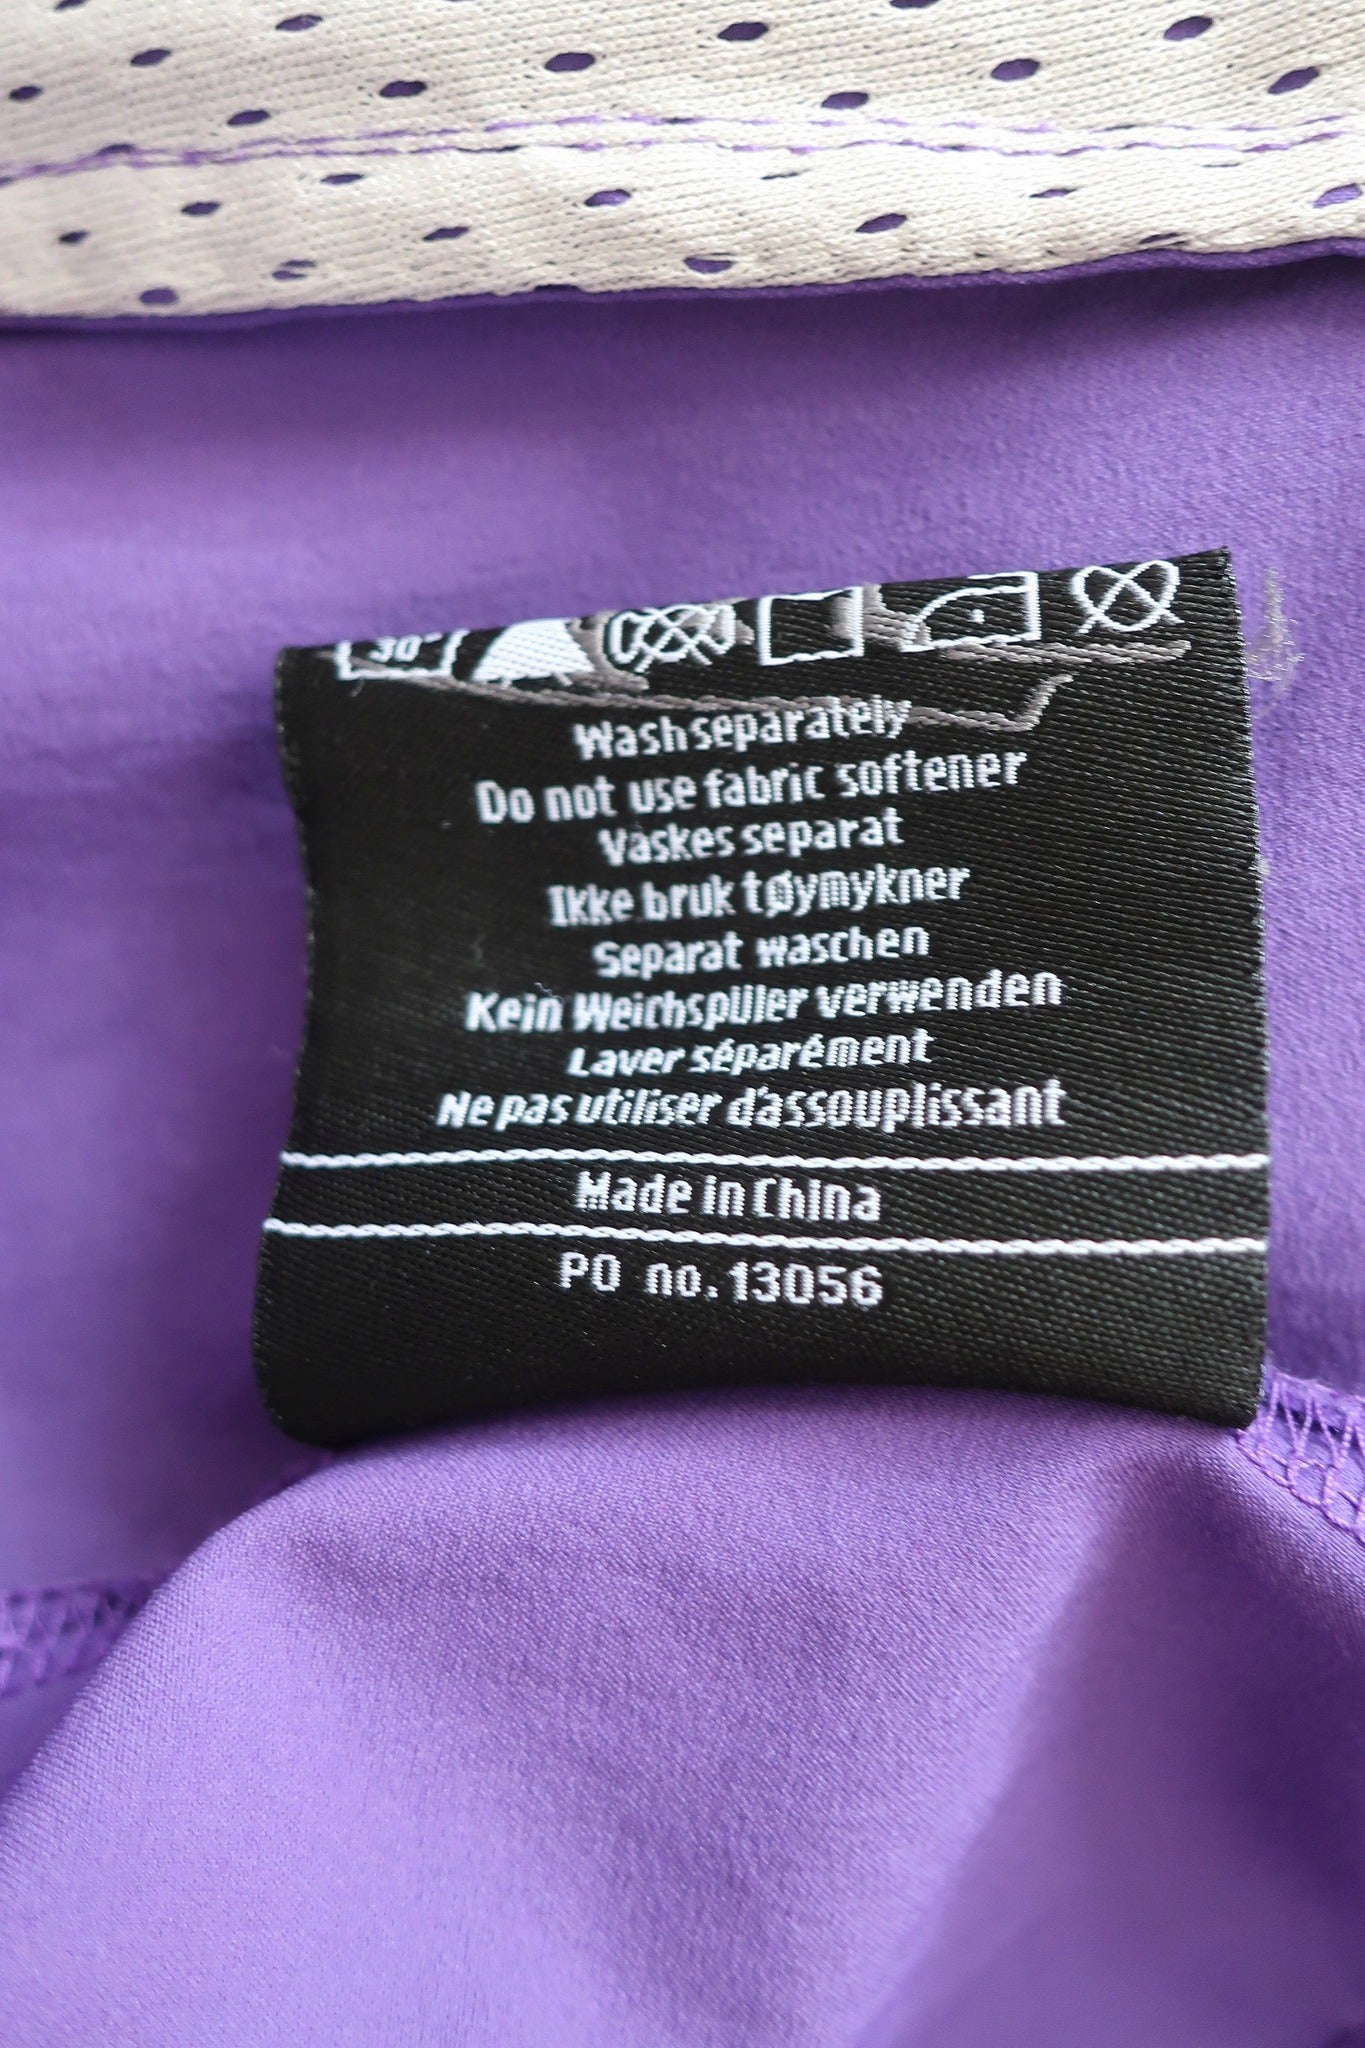 30°
Wash separately
Do not use fabric softener
Vaskes separat
Ikke bruk tøymykner
Separat waschen
Kein Weichspüler verwenden
Laver séparément
Ne pas utiliser d'assouplissant
Made in China
PO no. 13056